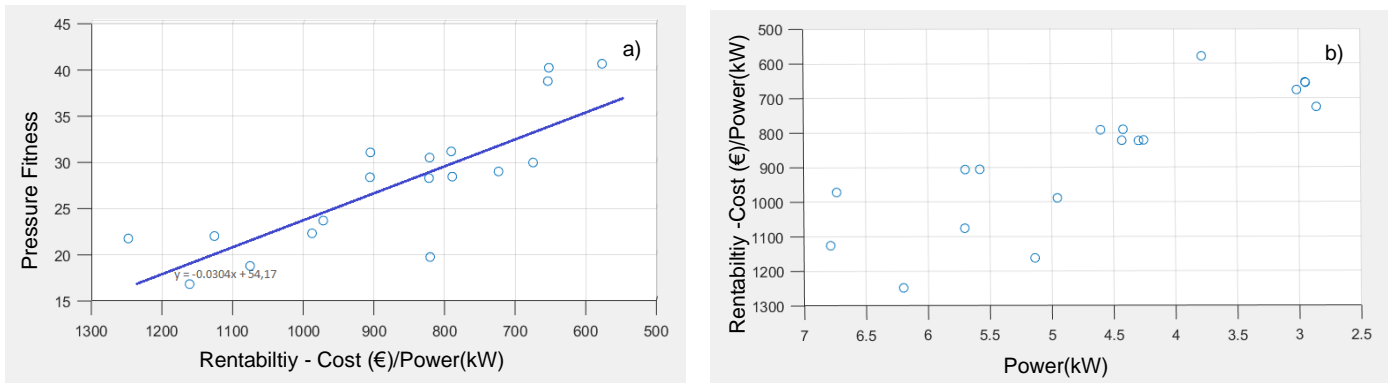 45
40
35
30
25
20
15
Pressure Fitness
a)
y = -0.0304x + 54,17
1300 1200 1100 1000 900 800 700 600 500
Rentabiltiy - Cost (€)/Power(kW)
500
600
700
800
900
1000
1100
1200
1300
Rentabiltiy -Cost (€)/Power(kW)
b)
7 6.5 6 5.5 5 4.5 4 3.5 3 2.5
Power(kW)